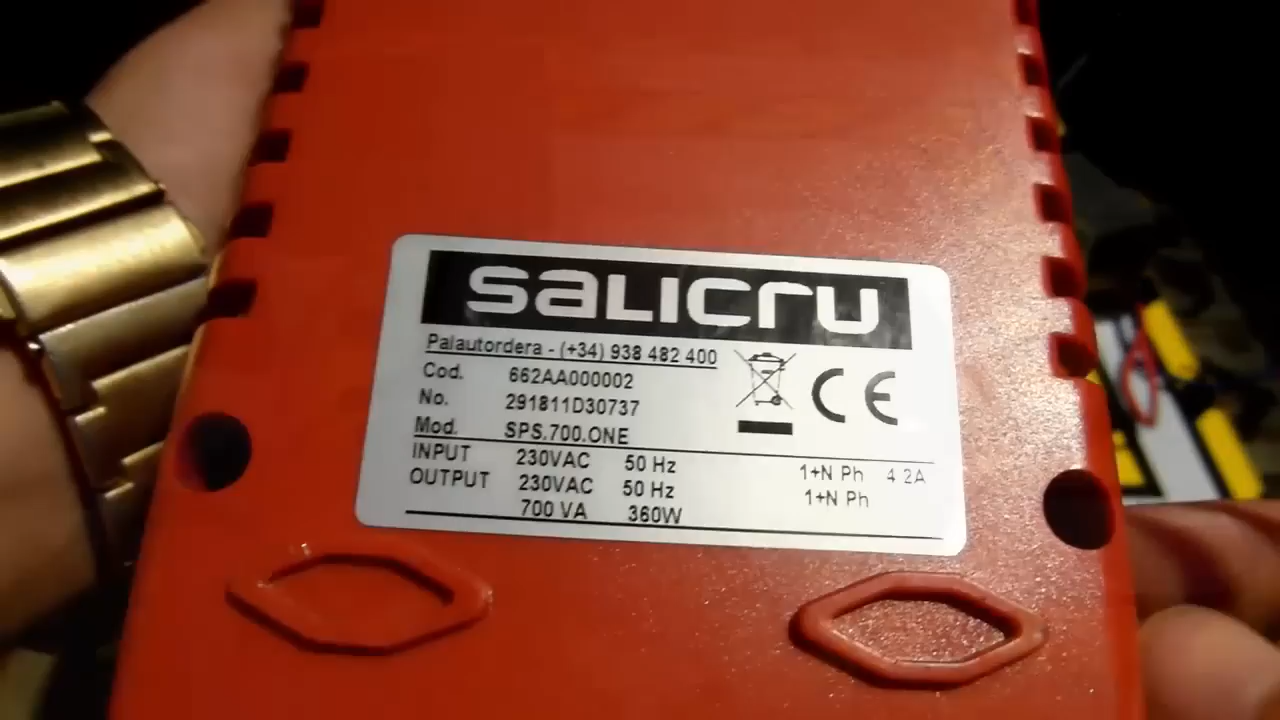 salicru
Palautordera - (+34) 938 482 400
Cod. 662AA000002
No. 291811D30737
Mod. SPS.700.ONE
INPUT 230VAC 50 Hz 1+N Ph 4 2A
OUTPUT 230VAC 50 Hz 1+N Ph
700 VA 360W
CE